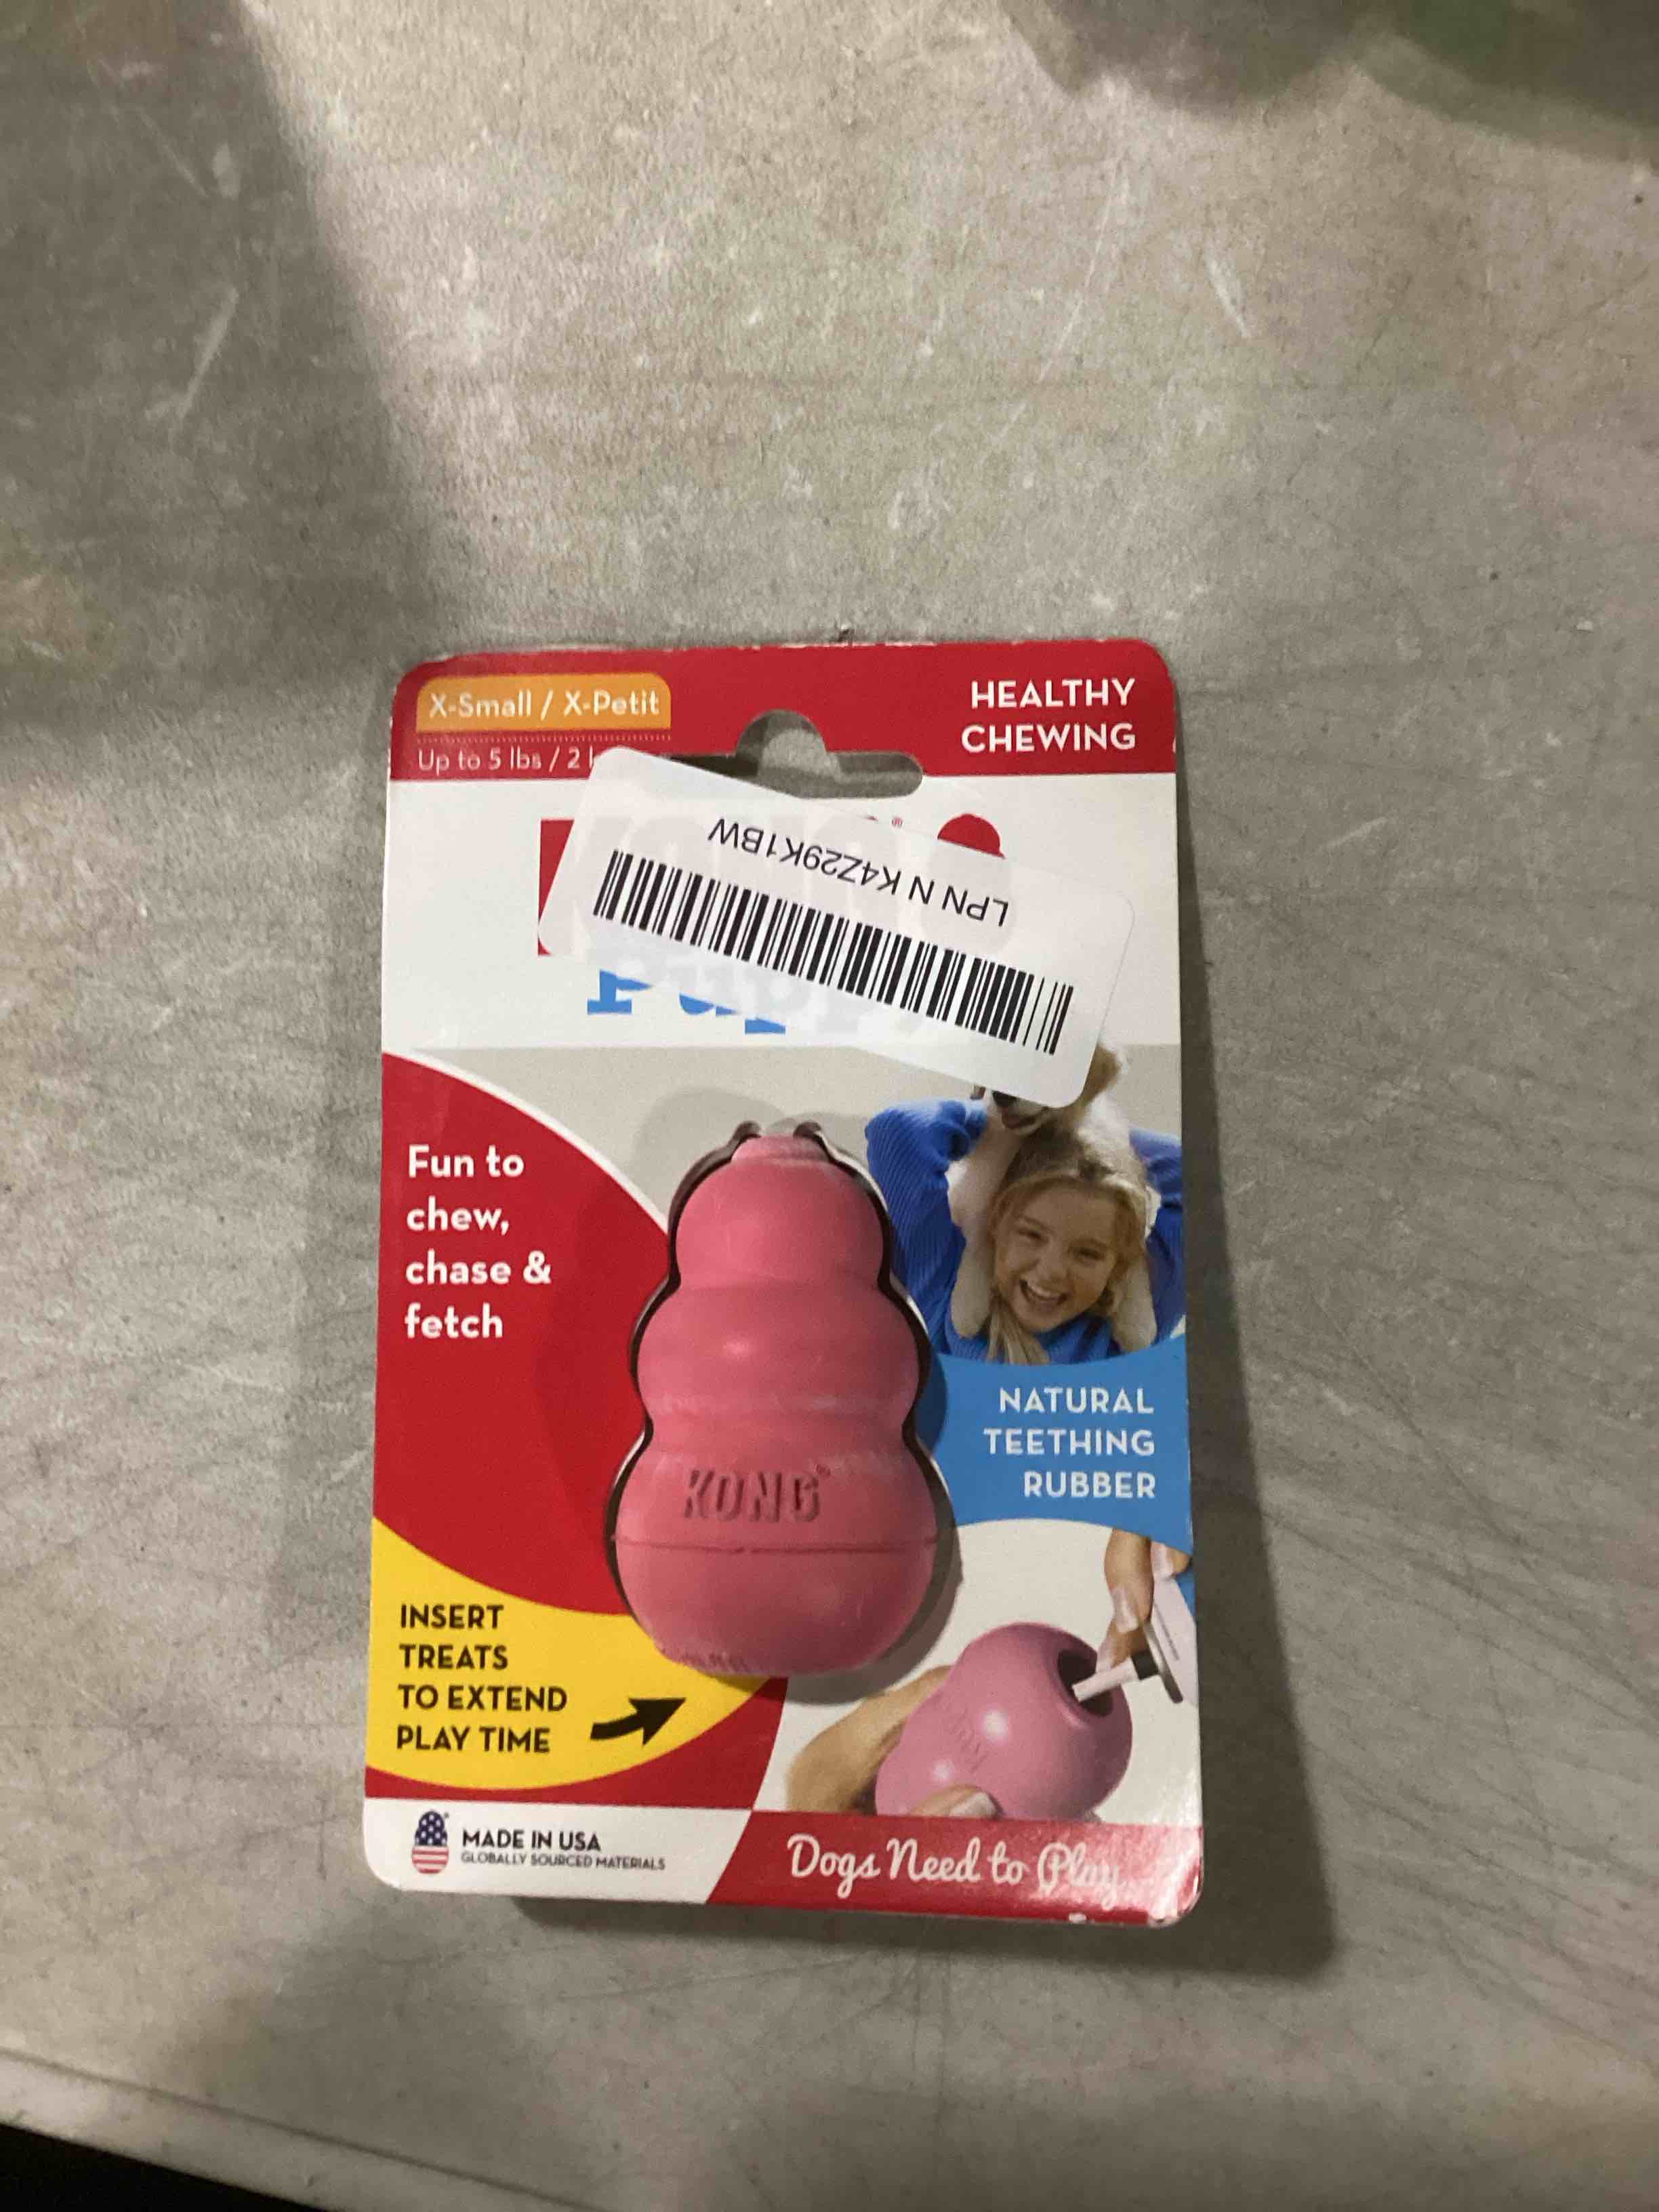 X-Small / X-Petit
HEALTHY
CHEWING
Up to 5 lbs / 2
LPN N K4Z29K1BW
Puppy
Fun to
chew,
chase &
fetch
NATURAL
TEETHING
RUBBER
KONG®
INSERT
TREATS
TO EXTEND
PLAY TIME
MADE IN USA
GLOBALLY SOURCED MATERIALS
Dogs Need to Play